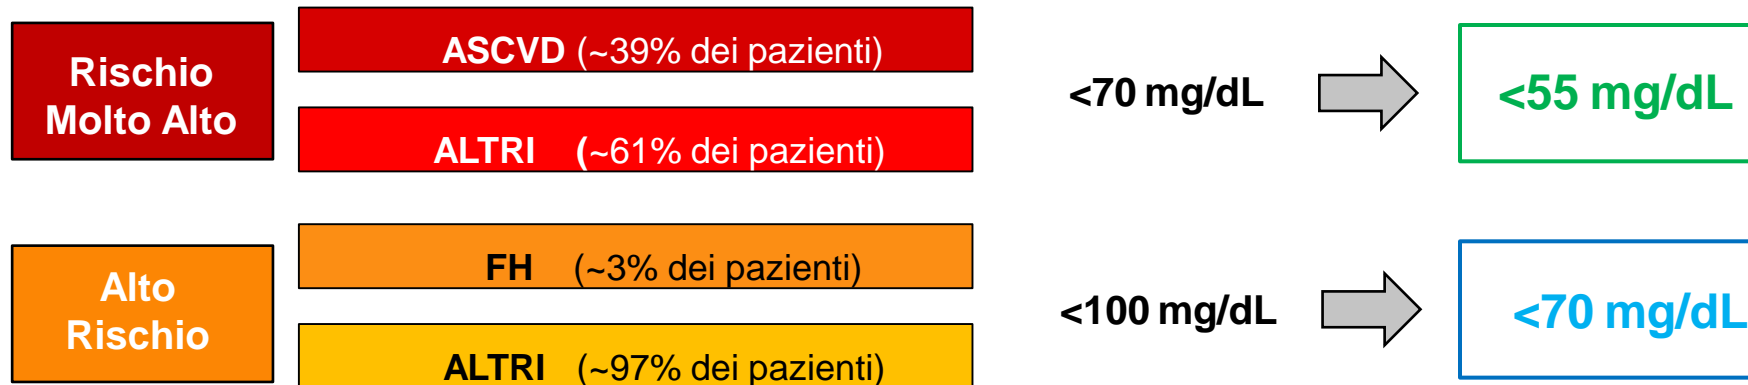 Rischio
Molto Alto
ASCVD (~39% dei pazienti)
ALTRI (~61% dei pazienti)
<70 mg/dL
<55 mg/dL
Alto
Rischio
FH (~3% dei pazienti)
ALTRI (~97% dei pazienti)
<100 mg/dL
<70 mg/dL